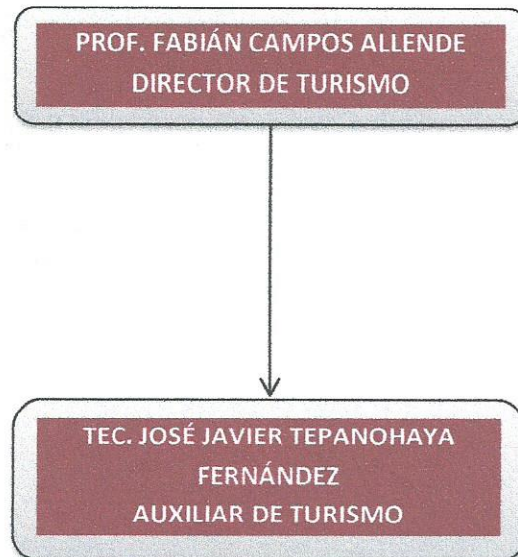 PROF. FABIÁN CAMPOS ALLENDE
DIRECTOR DE TURISMO
TEC. JOSÉ JAVIER TEPANOHAYA
FERNÁNDEZ
AUXILIAR DE TURISMO